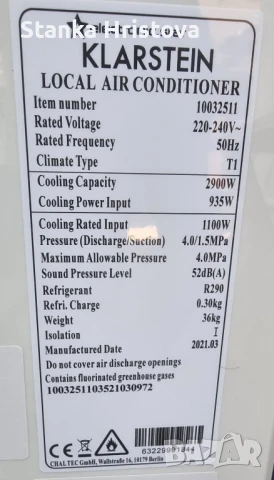 Stanka Hristova
KLARSTEIN
LOCAL AIR CONDITIONER
Item number 10032511
Rated Voltage 220-240V~
Rated Frequency 50Hz
Climate Type T1
Cooling Capacity 2900W
Cooling Power Input 935W
Cooling Rated Input 1100W
Pressure (Discharge/Suction) 4.0/1.5MPa
Maximum Allowable Pressure 4.0MPa
Sound Pressure Level 52dB(A)
Refrigerant R290
Refri. Charge 0.30kg
Weight 36kg
Isolation I
Manufactured Date 2021.03
Do not cover air discharge openings
Contains fluorinated greenhouse gases
1003251103521030972
CE
CHAL TEC GmbH, Wallstraße 16, 10179 Berlin
BAZAR